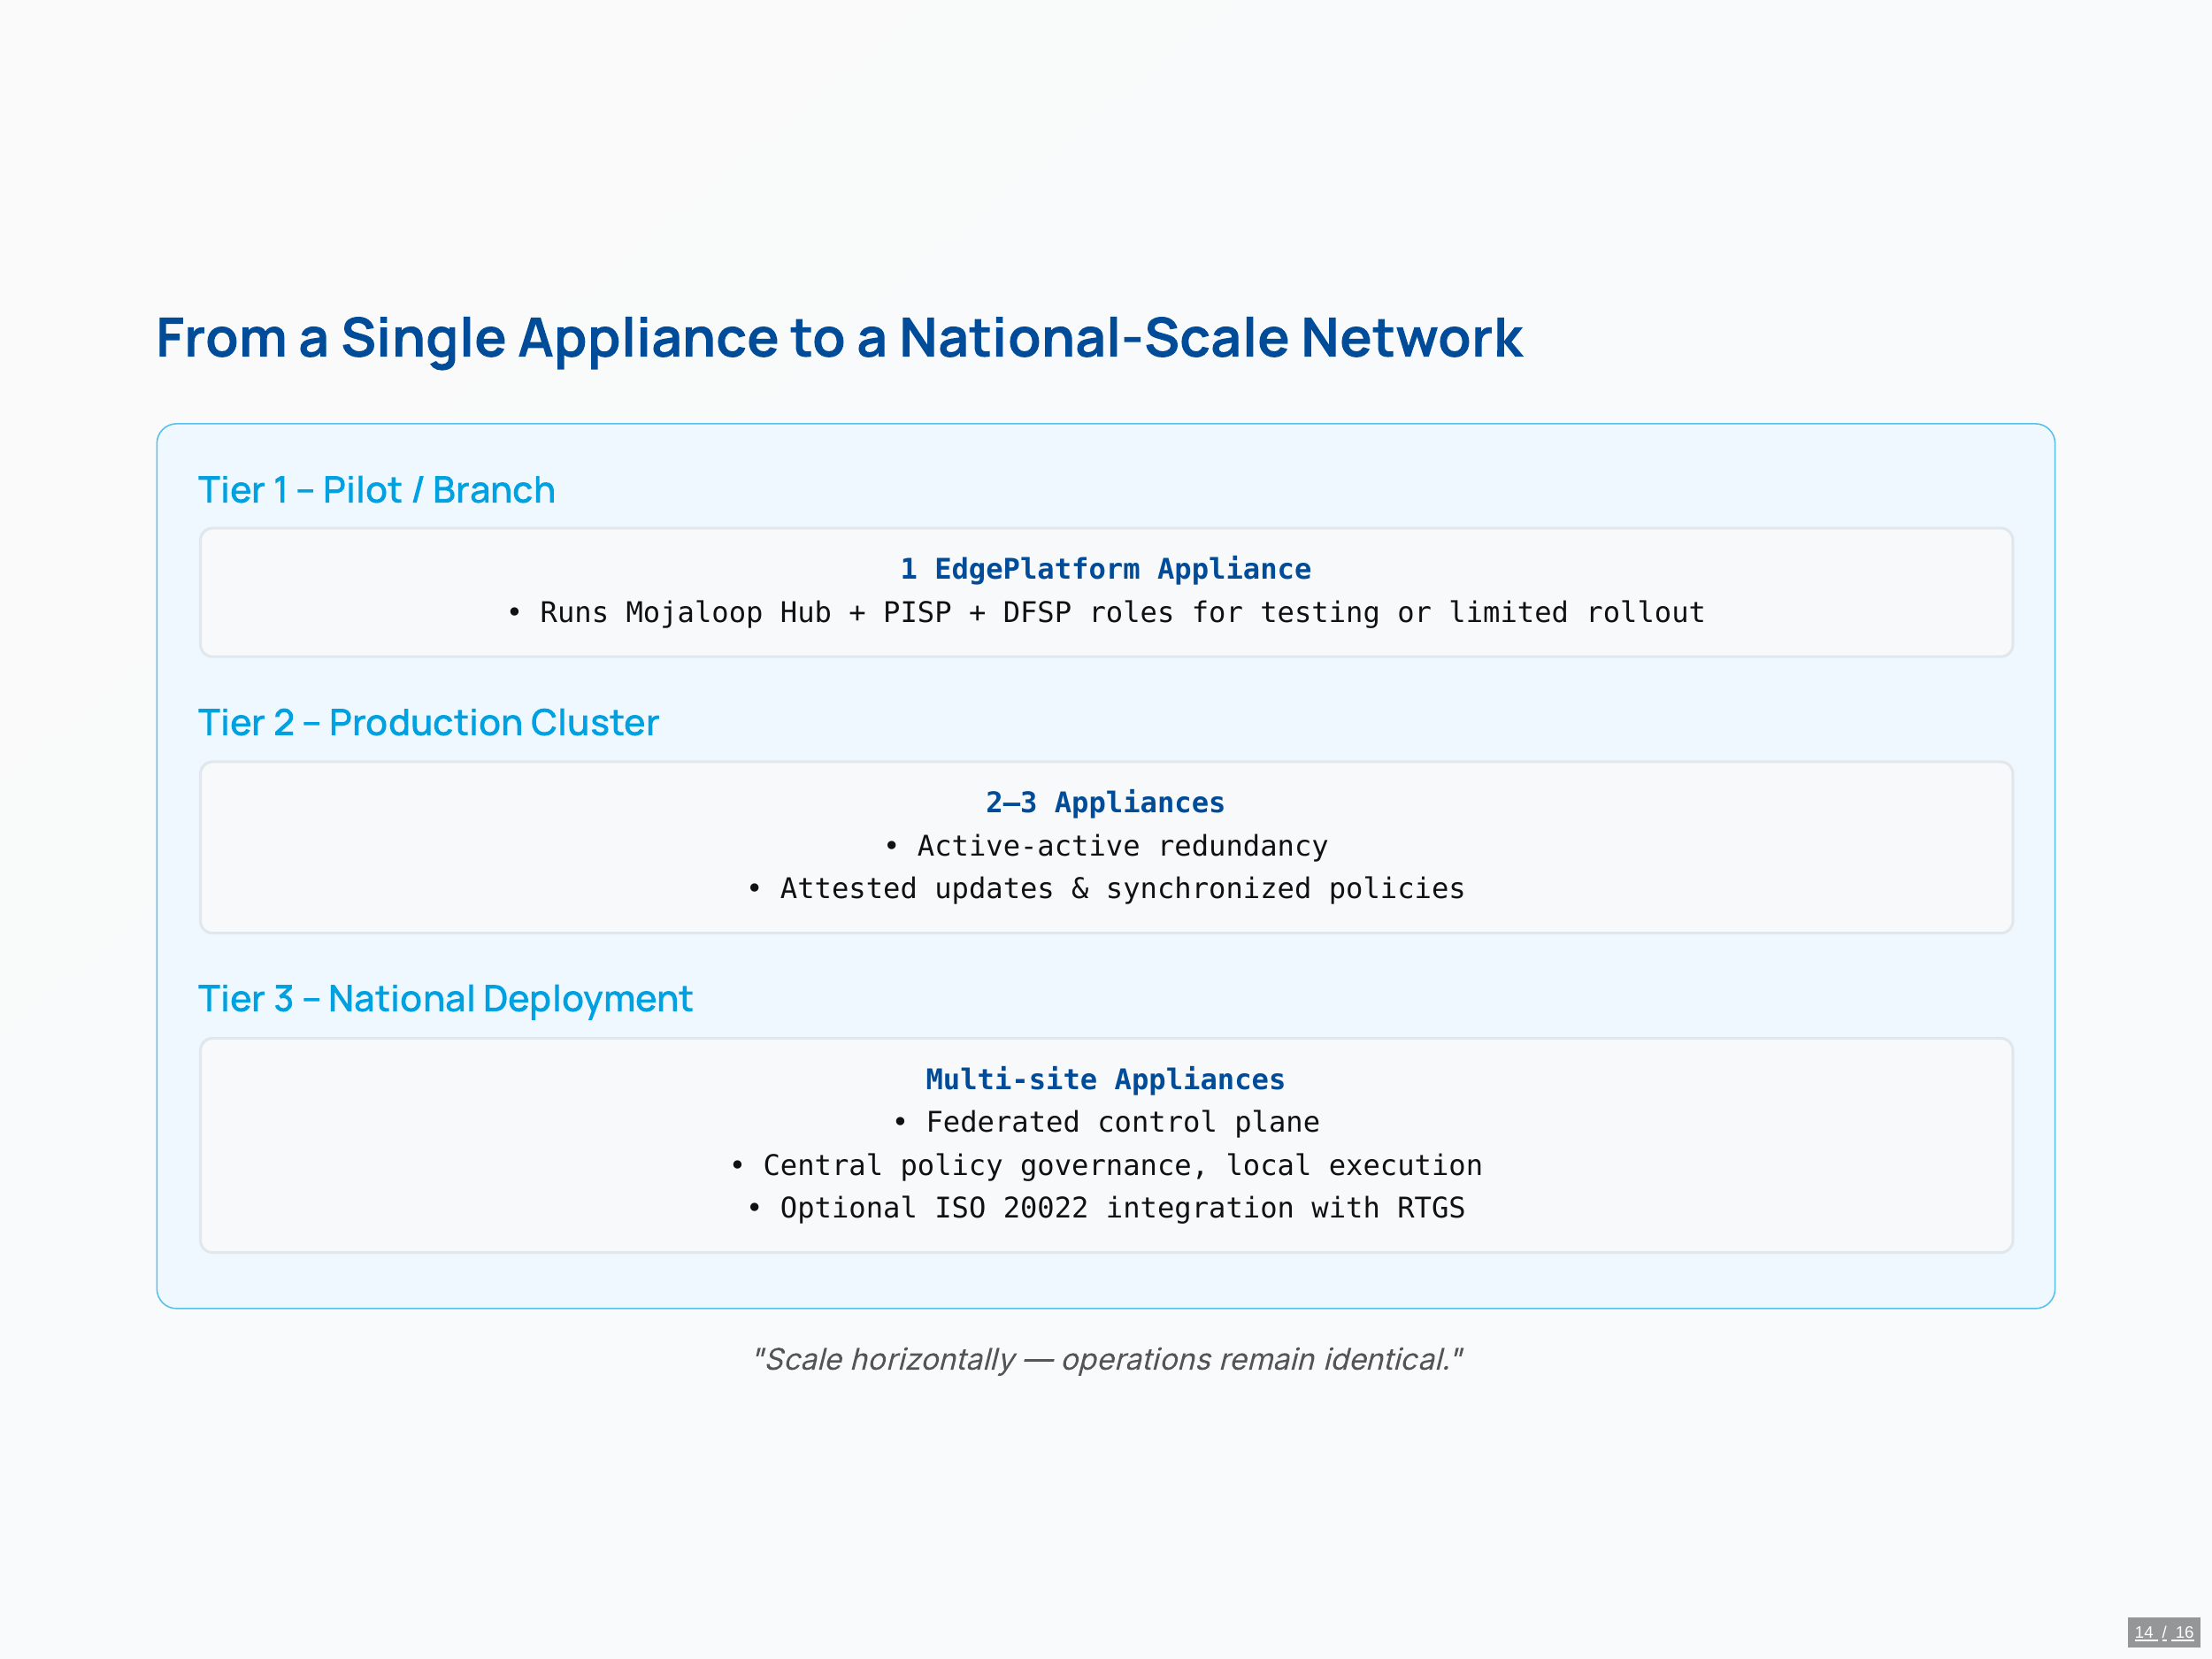 From a Single Appliance to a National-Scale Network
Tier 1 – Pilot / Branch
1 EdgePlatform Appliance
• Runs Mojaloop Hub + PISP + DFSP roles for testing or limited rollout
Tier 2 – Production Cluster
2–3 Appliances
• Active-active redundancy
• Attested updates & synchronized policies
Tier 3 – National Deployment
Multi-site Appliances
• Federated control plane
• Central policy governance, local execution
• Optional ISO 20022 integration with RTGS
"Scale horizontally — operations remain identical."
14 / 16